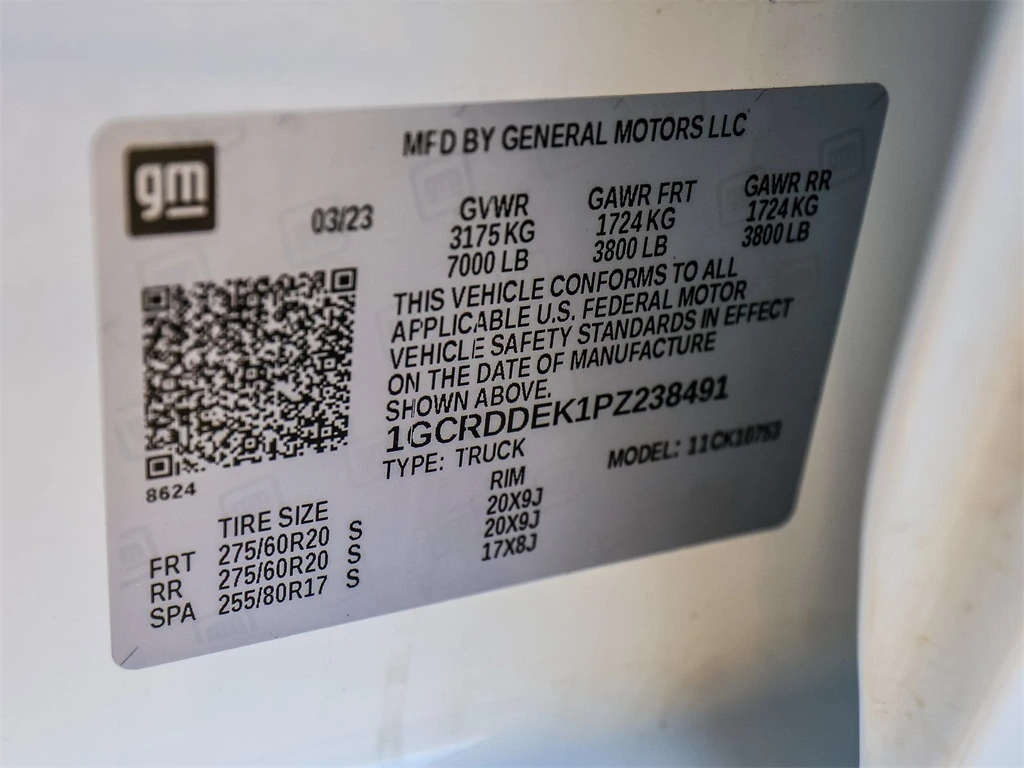 gm
MFD BY GENERAL MOTORS LLC
03/23
GVWR GAWR FRT GAWR RR
3175 KG 1724 KG 1724 KG
7000 LB 3800 LB 3800 LB
THIS VEHICLE CONFORMS TO ALL
APPLICABLE U.S. FEDERAL MOTOR
VEHICLE SAFETY STANDARDS IN EFFECT
ON THE DATE OF MANUFACTURE
SHOWN ABOVE.
1GCRDDEK1PZ238491
TYPE: TRUCK MODEL: 11CK10753
8624
TIRE SIZE RIM
FRT 275/60R20 S 20X9J
RR 275/60R20 S 20X9J
SPA 255/80R17 S 17X8J